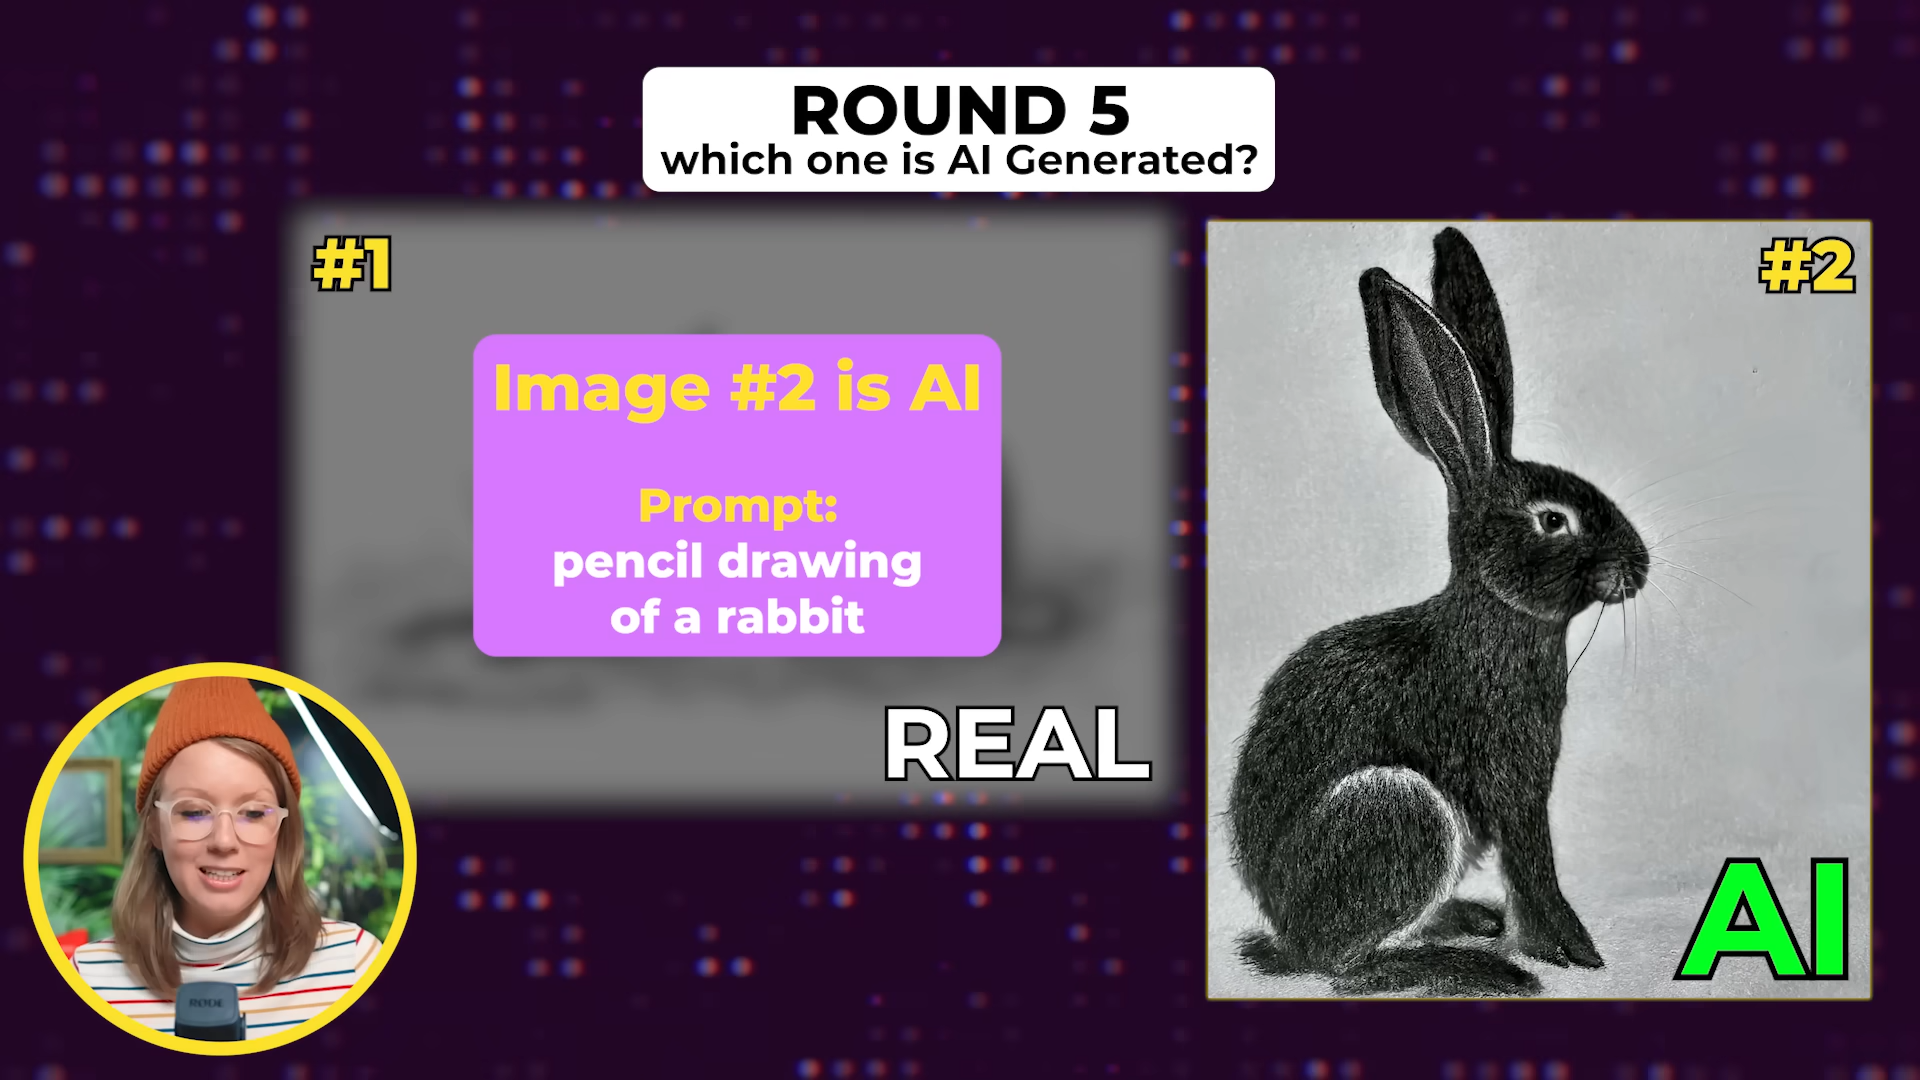 ROUND 5
which one is AI Generated?
#1
#2
Image #2 is AI
Prompt:
pencil drawing
of a rabbit
REAL
AI
RØDE